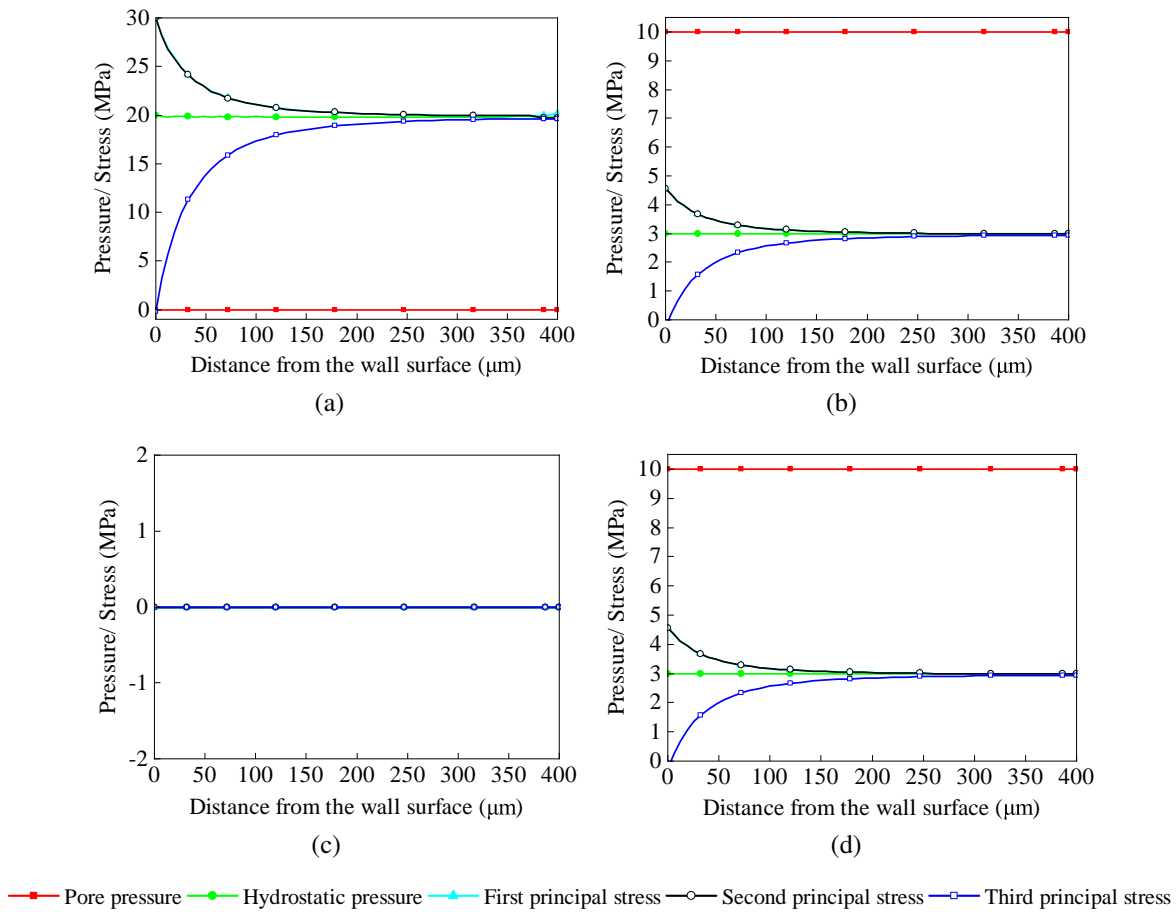 30
25
20
15
10
5
0
0 50 100 150 200 250 300 350 400
Pressure/ Stress (MPa)
Distance from the wall surface (μm)
(a)
10
9
8
7
6
5
4
3
2
1
0
0 50 100 150 200 250 300 350 400
Pressure/ Stress (MPa)
Distance from the wall surface (μm)
(b)
2
1
0
-1
-2
0 50 100 150 200 250 300 350 400
Pressure/ Stress (MPa)
Distance from the wall surface (μm)
(c)
10
9
8
7
6
5
4
3
2
1
0
0 50 100 150 200 250 300 350 400
Pressure/ Stress (MPa)
Distance from the wall surface (μm)
(d)
Pore pressure Hydrostatic pressure First principal stress Second principal stress Third principal stress